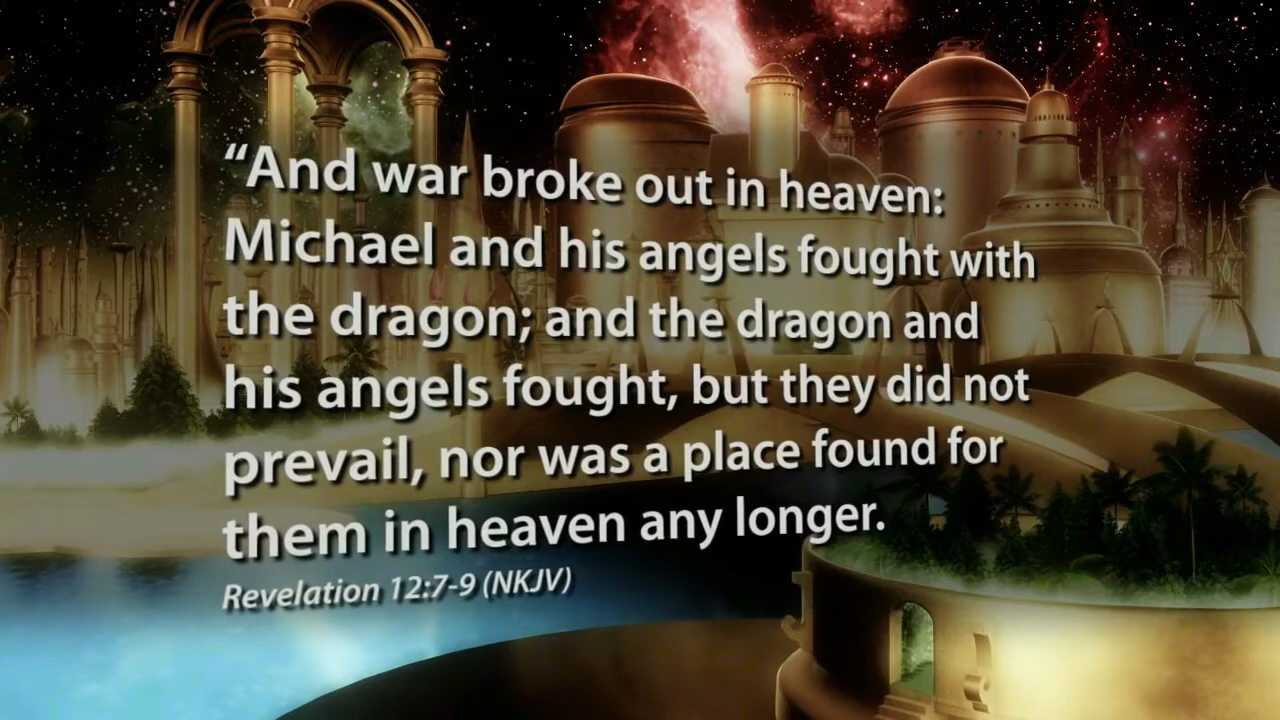 “And war broke out in heaven:
Michael and his angels fought with
the dragon; and the dragon and
his angels fought, but they did not
prevail, nor was a place found for
them in heaven any longer.
Revelation 12:7-9 (NKJV)